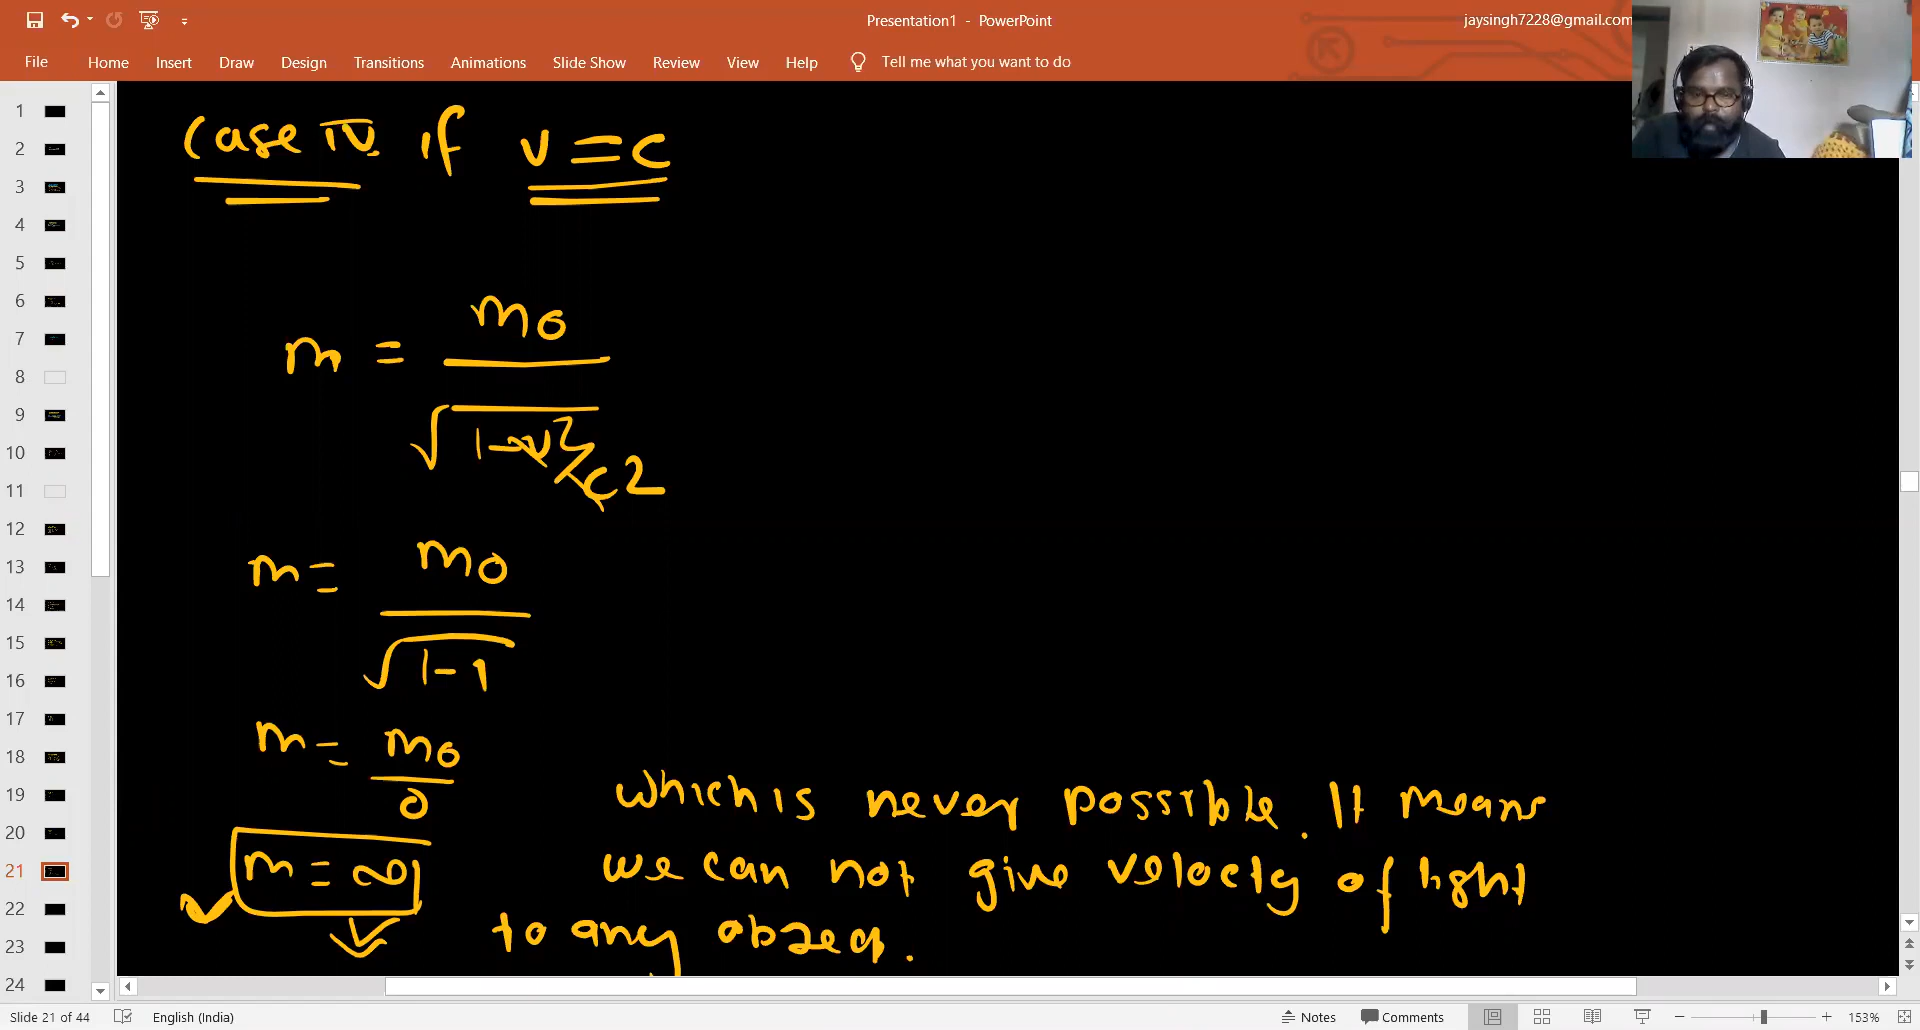 Presentation1 - PowerPoint
jaysingh7228@gmail.com
File Home Insert Draw Design Transitions Animations Slide Show Review View Help Tell me what you want to do
1
2
3
4
5
6
7
8
9
10
11
12
13
14
15
16
17
18
19
20
21
22
23
24
Case IV if v = c
m = m0 / √1-v²/c2
m = m0 / √1-1
m = m0 / 0
m = ∞
which is never possible. It means
we can not give velocity of light
to any object.
Slide 21 of 44 English (India) Notes Comments 153%